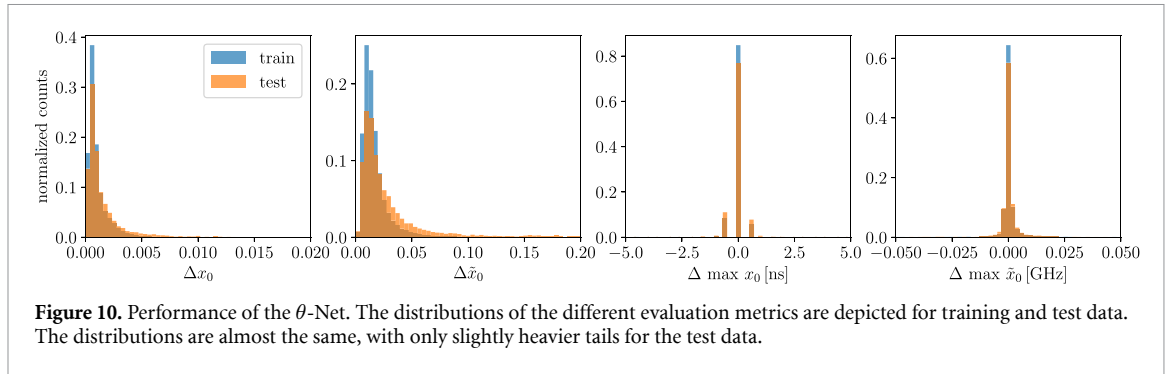 0.4
0.3
0.2
0.1
0.0
normalized counts
0.000 0.005 0.010 0.015 0.020
Δx₀
train
test
0.2
0.1
0.0
0.00 0.05 0.10 0.15 0.20
Δx̃₀
0.8
0.6
0.4
0.2
0.0
−5.0 −2.5 0.0 2.5 5.0
Δ max x₀ [ns]
0.6
0.4
0.2
0.0
−0.050 −0.025 0.000 0.025 0.050
Δ max x̃₀ [GHz]
Figure 10. Performance of the θ-Net. The distributions of the different evaluation metrics are depicted for training and test data.
The distributions are almost the same, with only slightly heavier tails for the test data.